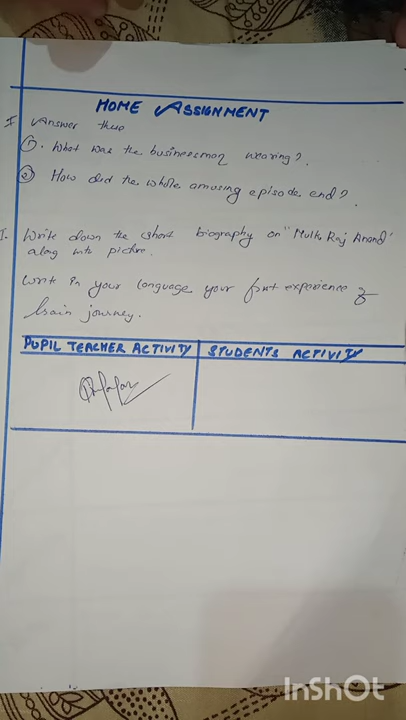 HOME ASSIGNMENT
I Answer
1. What was the businessman wearing?
2 How did the whole amusing episode end?
I. Write down the short biography on "Mulk Raj Anand"
along with picture.
Write in your language your first experience of
train journey.
PUPIL TEACHER ACTIVITY STUDENTS ACTIVITY
InShOt